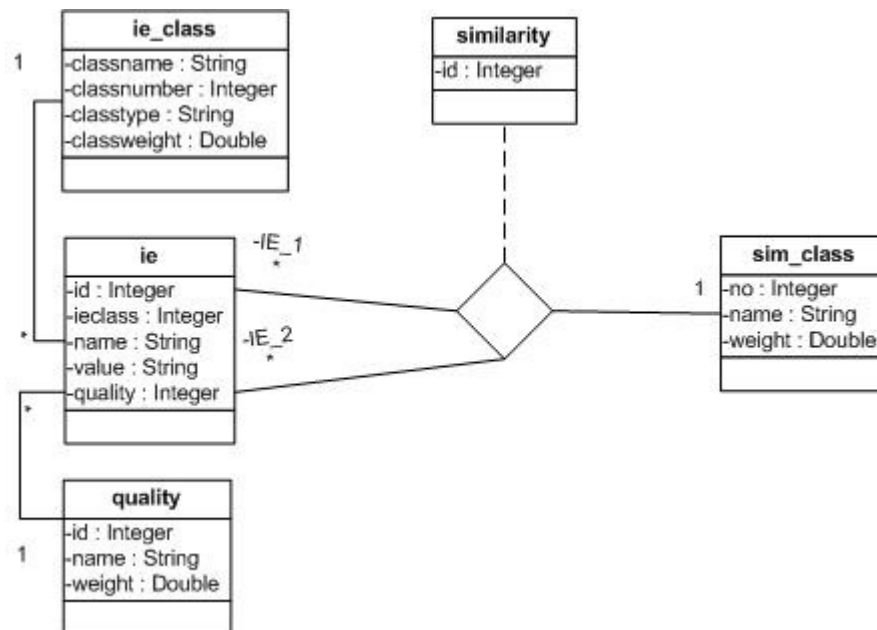 ie_class
-classname : String
-classnumber : Integer
-classtype : String
-classweight : Double
1
similarity
-id : Integer
ie
-id : Integer
-ieclass : Integer
-name : String
-value : String
-quality : Integer
*
*
-IE_1
*
-IE_2
*
1
sim_class
-no : Integer
-name : String
-weight : Double
quality
-id : Integer
-name : String
-weight : Double
1